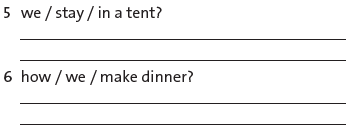 5 we / stay / in a tent?
6 how / we / make dinner?